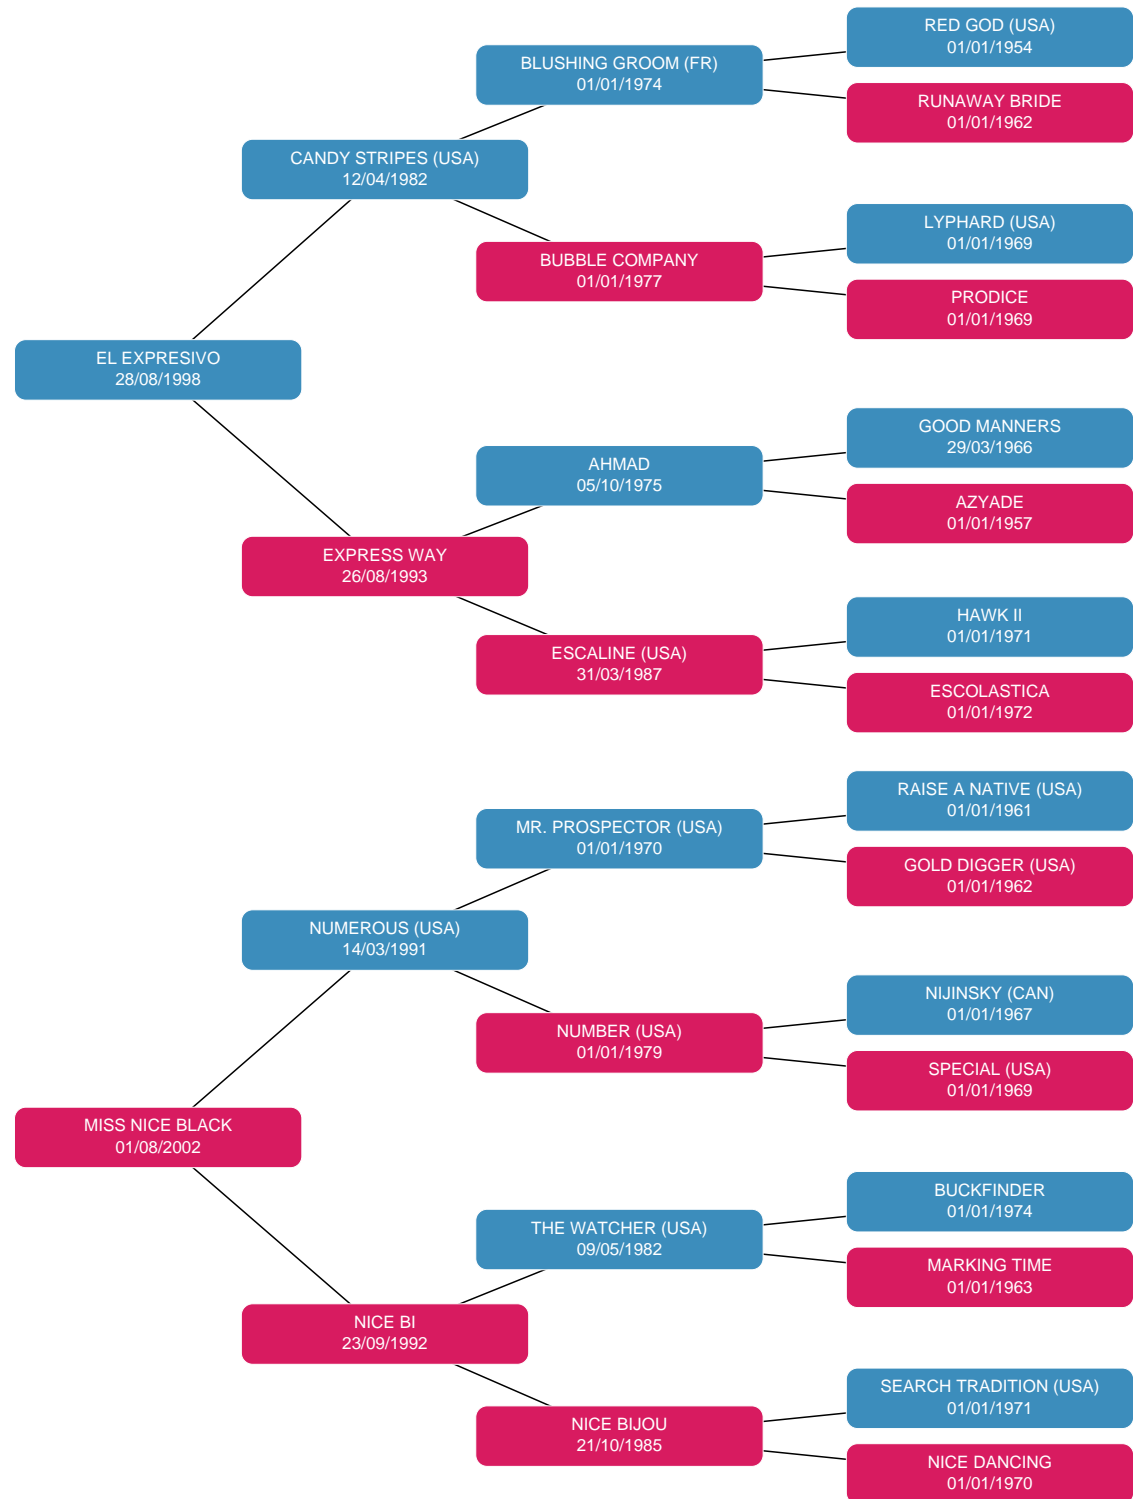 RED GOD (USA)
01/01/1954
BLUSHING GROOM (FR)
01/01/1974
RUNAWAY BRIDE
01/01/1962
CANDY STRIPES (USA)
12/04/1982
LYPHARD (USA)
01/01/1969
BUBBLE COMPANY
01/01/1977
PRODICE
01/01/1969
EL EXPRESIVO
28/08/1998
GOOD MANNERS
29/03/1966
AHMAD
05/10/1975
AZYADE
01/01/1957
EXPRESS WAY
26/08/1993
HAWK II
01/01/1971
ESCALINE (USA)
31/03/1987
ESCOLASTICA
01/01/1972
RAISE A NATIVE (USA)
01/01/1961
MR. PROSPECTOR (USA)
01/01/1970
GOLD DIGGER (USA)
01/01/1962
NUMEROUS (USA)
14/03/1991
NIJINSKY (CAN)
01/01/1967
NUMBER (USA)
01/01/1979
SPECIAL (USA)
01/01/1969
MISS NICE BLACK
01/08/2002
BUCKFINDER
01/01/1974
THE WATCHER (USA)
09/05/1982
MARKING TIME
01/01/1963
NICE BI
23/09/1992
SEARCH TRADITION (USA)
01/01/1971
NICE BIJOU
21/10/1985
NICE DANCING
01/01/1970